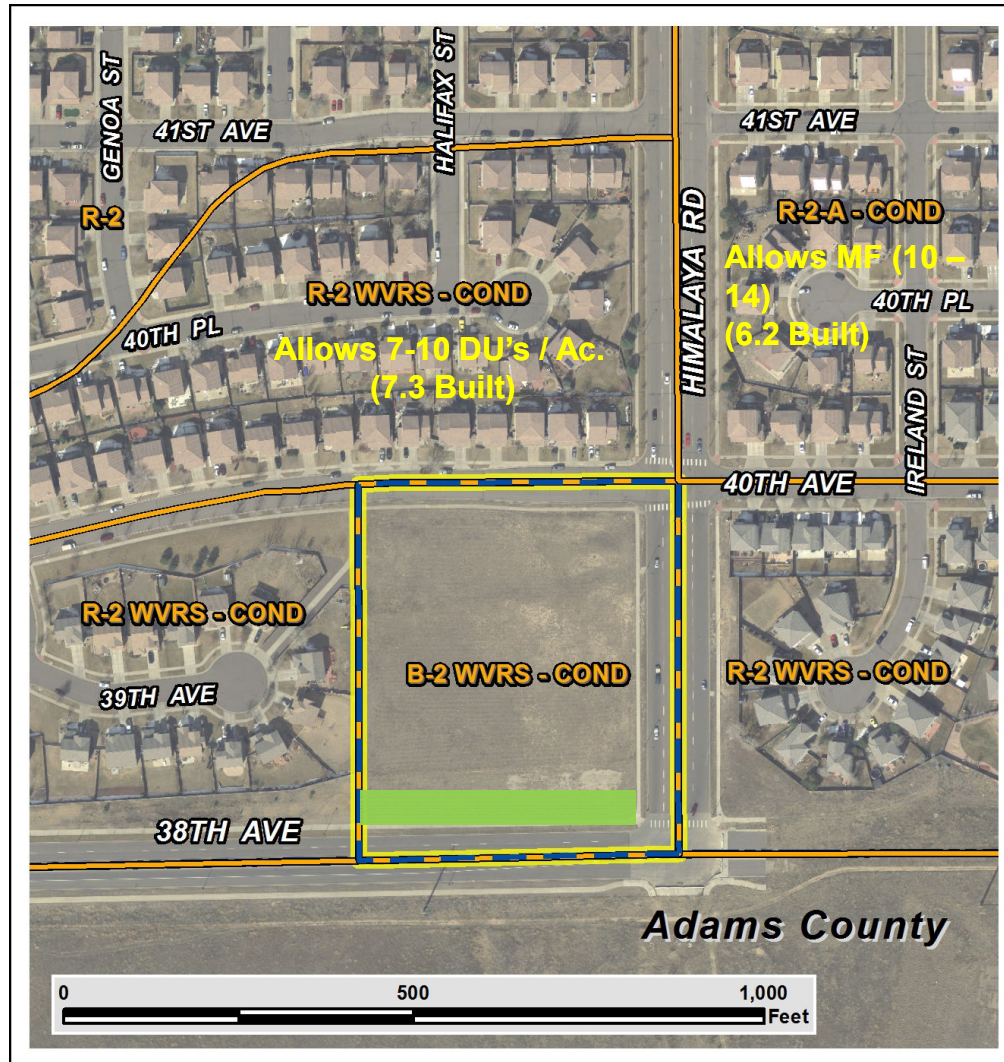 GENOA ST
HALIFAX ST
41ST AVE
41ST AVE
R-2
HIMALAYA RD
R-2-A - COND
Allows MF (10 –
14)
(6.2 Built)
40TH PL
R-2 WVRS - COND
40TH PL
Allows 7-10 DU's / Ac.
(7.3 Built)
IRELAND ST
40TH AVE
R-2 WVRS - COND
39TH AVE
B-2 WVRS - COND
R-2 WVRS - COND
38TH AVE
Adams County
0 500 1,000
Feet